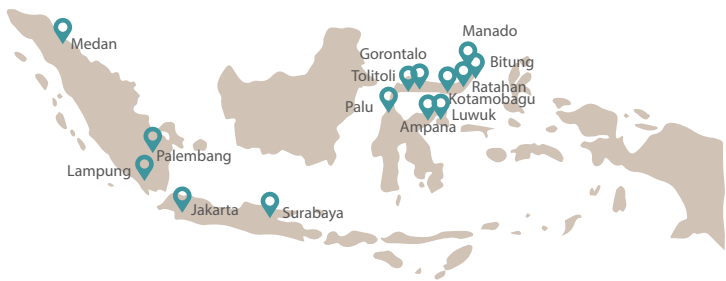 Manado
Medan
Gorontalo
Bitung
Tolitoli
Ratahan
Kotamobagu
Palu
Luwuk
Ampana
Palembang
Lampung
Jakarta
Surabaya